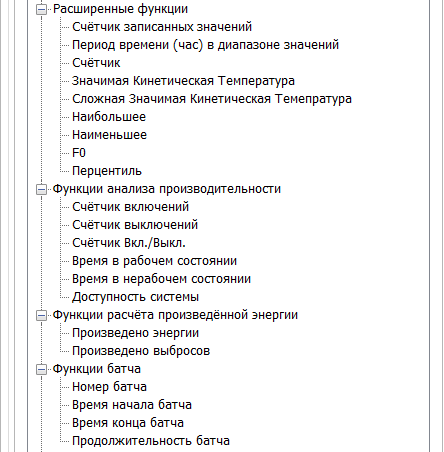 Расширенные функции
Счётчик записанных значений
Период времени (час) в диапазоне значений
Счётчик
Значимая Кинетическая Температура
Сложная Значимая Кинетическая Темепратура
Наибольшее
Наименьшее
F0
Перцентиль
Функции анализа производительности
Счётчик включений
Счётчик выключений
Счётчик Вкл./Выкл.
Время в рабочем состоянии
Время в нерабочем состоянии
Доступность системы
Функции расчёта произведённой энергии
Произведено энергии
Произведено выбросов
Функции батча
Номер батча
Время начала батча
Время конца батча
Продолжительность батча